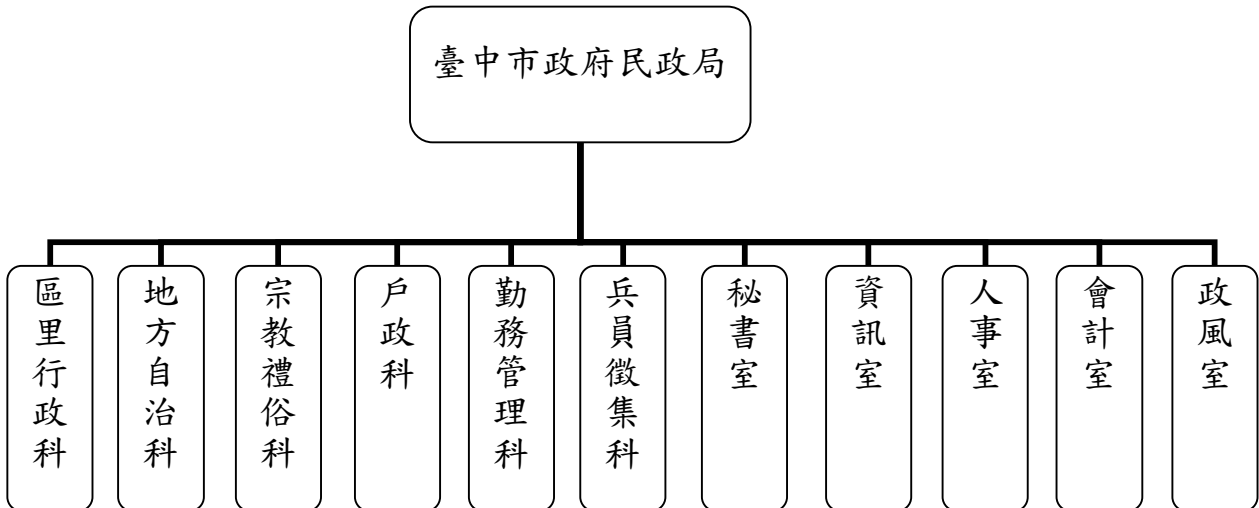 臺中市政府民政局
區里行政科
地方自治科
宗教禮俗科
戶政科
勤務管理科
兵員徵集科
秘書室
資訊室
人事室
會計室
政風室